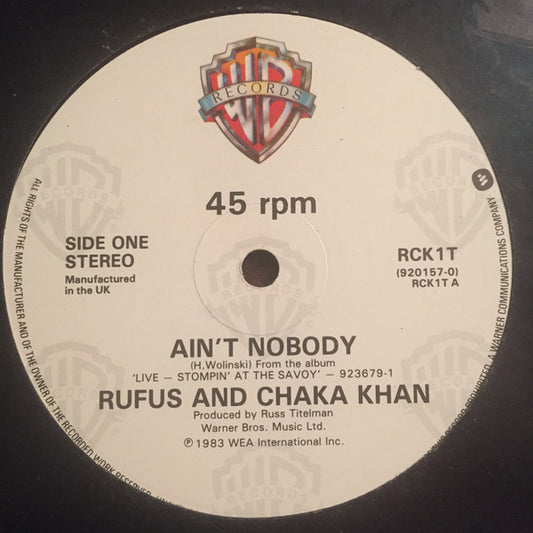 WB
RECORDS
45 rpm
SIDE ONE
STEREO
Manufactured
in the UK
RCK1T
(920157-0)
RCK1T A
AIN'T NOBODY
(H.Wolinski) From the album
'LIVE – STOMPIN' AT THE SAVOY' – 923679-1
RUFUS AND CHAKA KHAN
Produced by Russ Titelman
Warner Bros. Music Ltd.
℗ 1983 WEA International Inc.
ALL RIGHTS OF THE MANUFACTURER AND OF THE OWNER OF THE RECORDED WORK RESERVED
A WARNER COMMUNICATIONS COMPANY